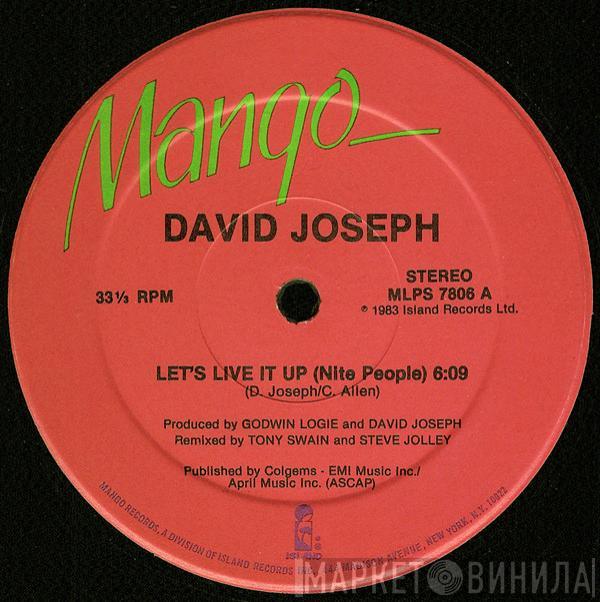 Mango
DAVID JOSEPH
33⅓ RPM
STEREO
MLPS 7806 A
℗ 1983 Island Records Ltd.
LET'S LIVE IT UP (Nite People) 6:09
(D. Joseph/C. Allen)
Produced by GODWIN LOGIE and DAVID JOSEPH
Remixed by TONY SWAIN and STEVE JOLLEY
Published by Colgems - EMI Music Inc./
April Music Inc. (ASCAP)
ISLAND
MANGO RECORDS, A DIVISION OF ISLAND RECORDS INC., 444 MADISON AVENUE, NEW YORK, N.Y. 10022
МАРКЕТ ВИНИЛА